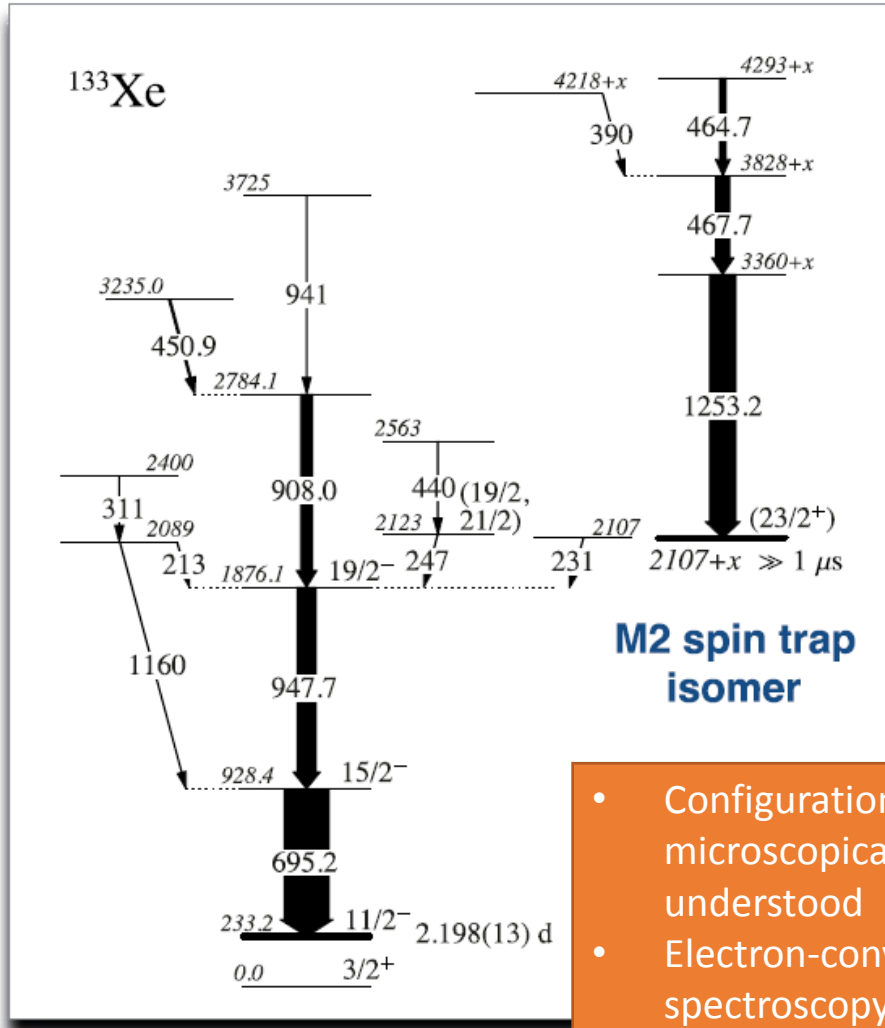 ¹³³Xe
4293+x
4218+x
464.7
390
3828+x
3725
467.7
3360+x
3235.0
941
450.9
2784.1
1253.2
2563
2400
908.0
440 (19/2,
21/2)
311
2123
2107
(23/2⁺)
2089
213
1876.1
19/2⁻
247
231
2107+x ≫ 1 μs
M2 spin trap
isomer
1160
947.7
928.4
15/2⁻
695.2
233.2
11/2⁻
2.198(13) d
0.0
3/2⁺
• Configuration
microscopica
understood
• Electron-conv
spectroscopy